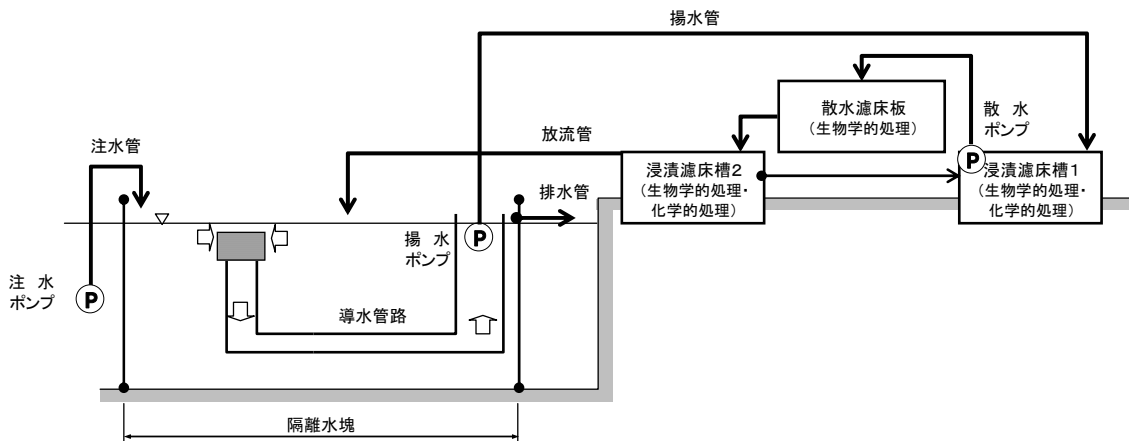 揚水管
散水濾床板
（生物学的処理）
散 水
ポンプ
注水管
放流管
P
浸漬濾床槽2
（生物学的処理・
化学的処理）
浸漬濾床槽1
（生物学的処理・
化学的処理）
排水管
揚 水
ポンプ
P
注 水
ポンプ
P
導水管路
隔離水塊